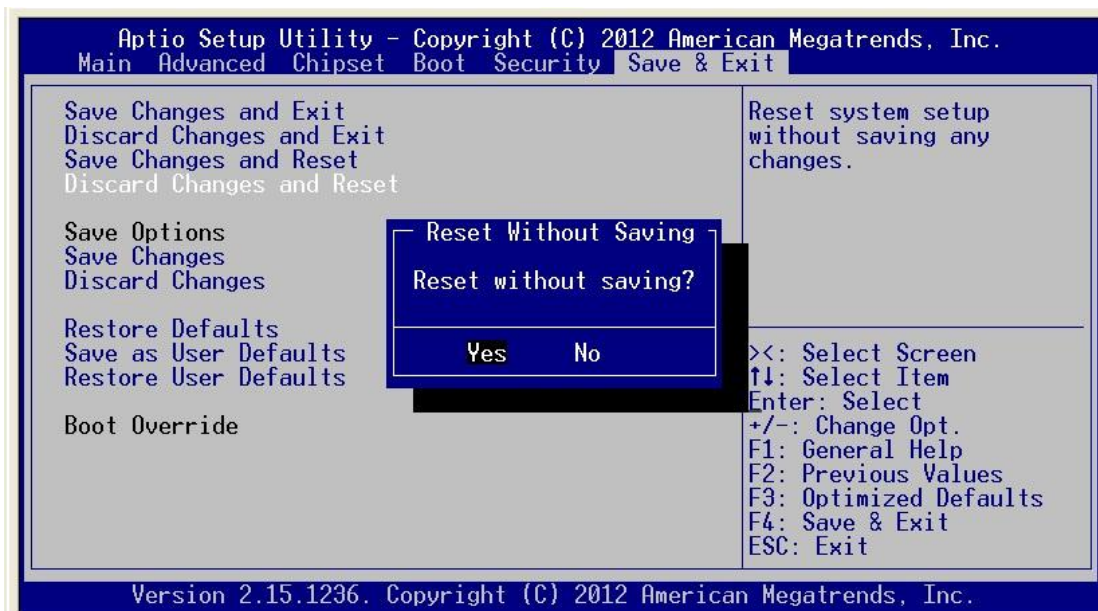 Aptio Setup Utility - Copyright (C) 2012 American Megatrends, Inc.
Main Advanced Chipset Boot Security Save & Exit
Save Changes and Exit
Discard Changes and Exit
Save Changes and Reset
Discard Changes and Reset
Save Options
Save Changes
Discard Changes
Restore Defaults
Save as User Defaults
Restore User Defaults
Boot Override
Reset Without Saving
Reset without saving?
Yes No
Reset system setup
without saving any
changes.
><: Select Screen
↑↓: Select Item
Enter: Select
+/-: Change Opt.
F1: General Help
F2: Previous Values
F3: Optimized Defaults
F4: Save & Exit
ESC: Exit
Version 2.15.1236. Copyright (C) 2012 American Megatrends, Inc.